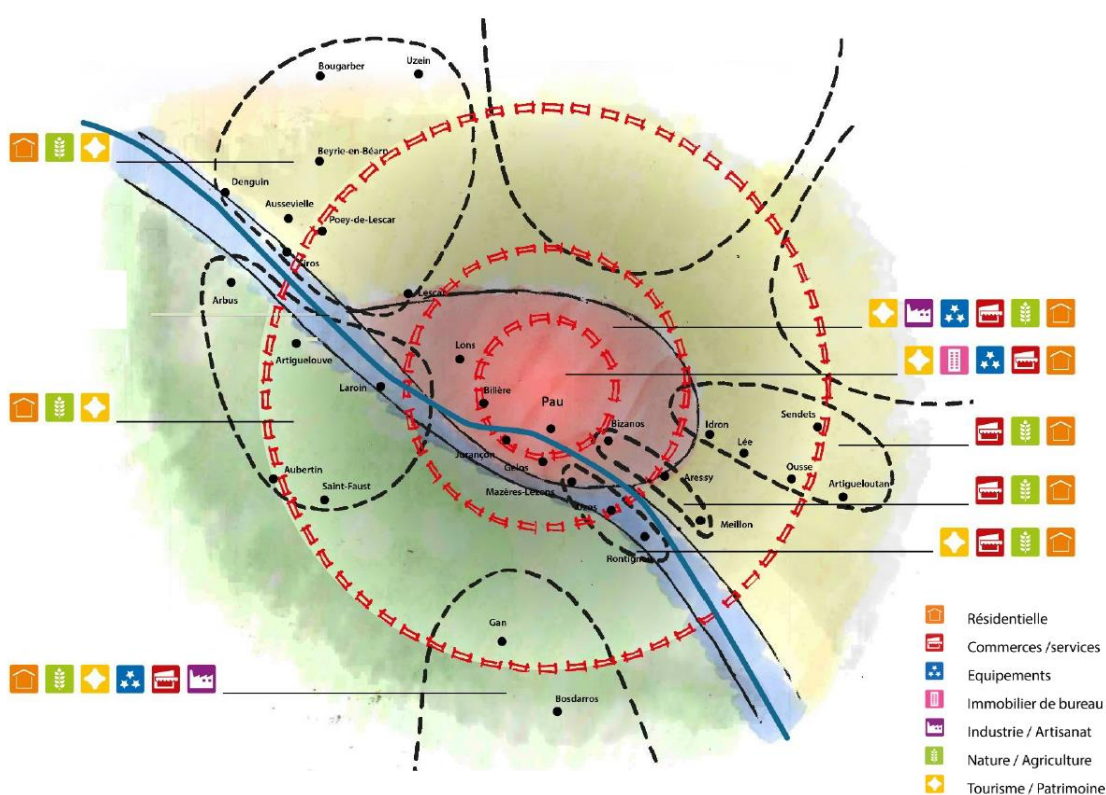 Bougarber
Uzein
Beyrie-en-Béarn
Denguin
Aussevielle
Poey-de-Lescar
Siros
Arbus
Lescar
Artiguelouve
Lons
Laroin
Billère
Pau
Bizanos
Idron
Sendets
Lée
Jurançon
Gelos
Ousse
Aubertin
Saint-Faust
Mazères-Lezons
Aressy
Artigueloutan
Uzos
Meillon
Rontignon
Gan
Bosdarros
Résidentielle
Commerces /services
Equipements
Immobilier de bureau
Industrie / Artisanat
Nature / Agriculture
Tourisme / Patrimoine